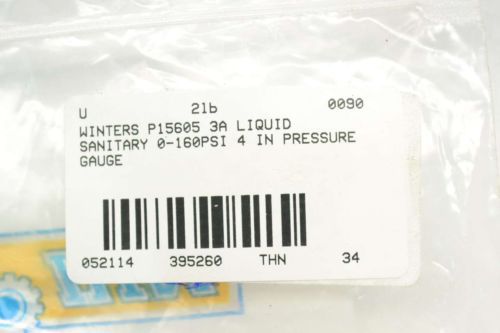 U 21b 0090
WINTERS P15605 3A LIQUID
SANITARY 0-160PSI 4 IN PRESSURE
GAUGE
052114 395260 THN 34